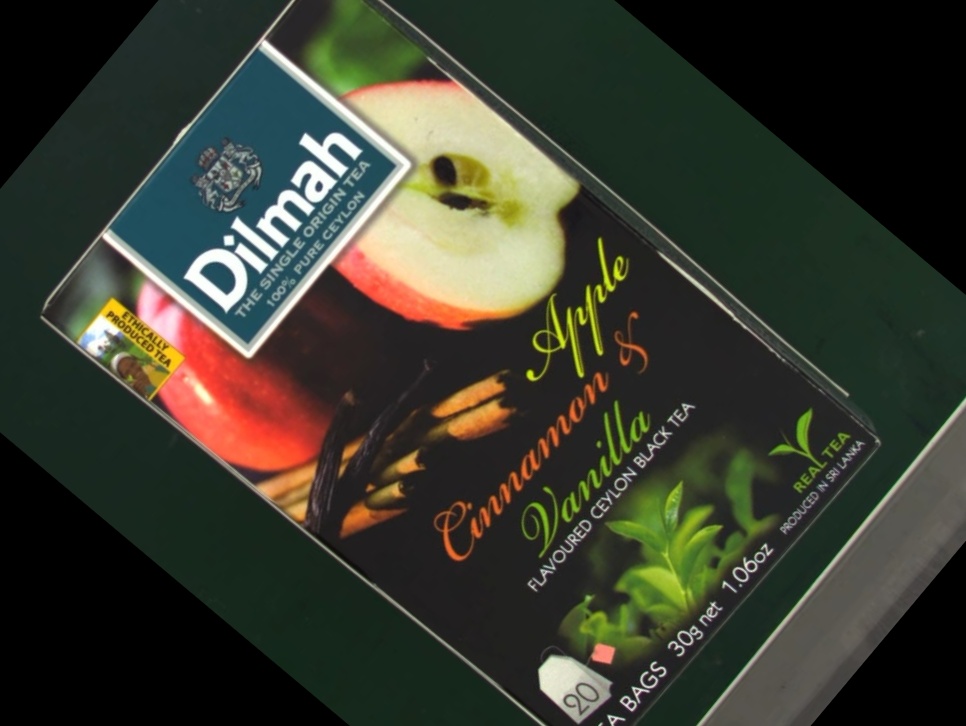 Dilmah
THE SINGLE ORIGIN TEA
100% PURE CEYLON
ETHICALLY
PRODUCED TEA
Apple
Cinnamon &
Vanilla
FLAVOURED CEYLON BLACK TEA
REAL TEA
PRODUCED IN SRI LANKA
20
BAGS 30g net 1.06oz